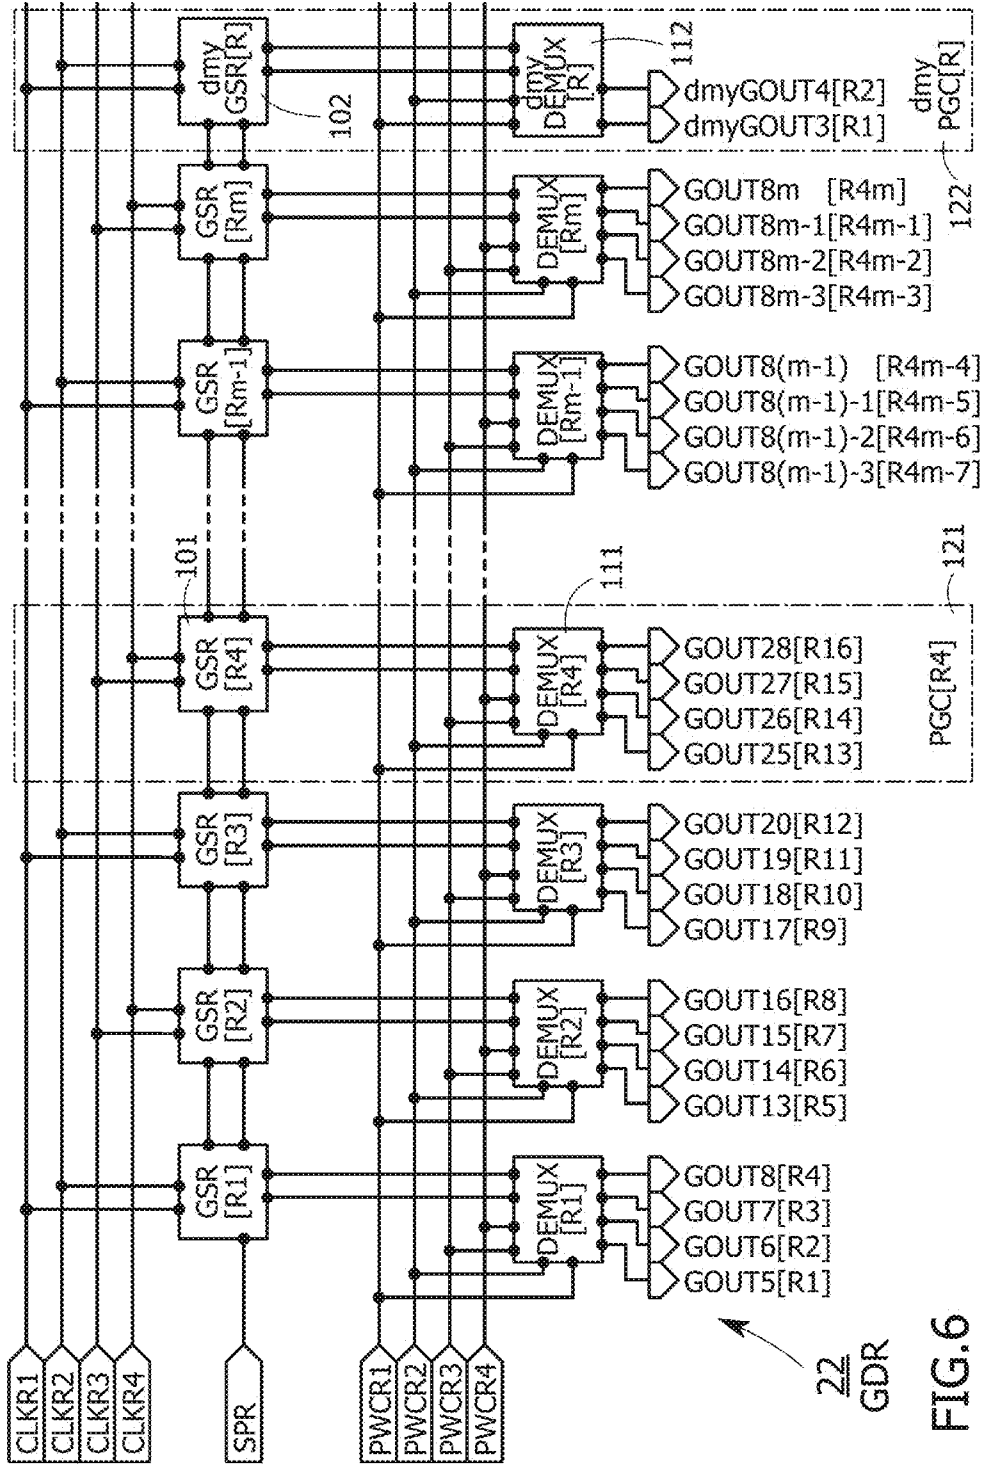 CLKR1
CLKR2
CLKR3
CLKR4
SPR
PWCR1
PWCR2
PWCR3
PWCR4
GSR
[R1]
GSR
[R2]
GSR
[R3]
GSR
[R4]
101
GSR
[Rm-1]
GSR
[Rm]
dmy
GSR[R]
102
DEMUX
[R1]
DEMUX
[R2]
DEMUX
[R3]
DEMUX
[R4]
111
DEMUX
[Rm-1]
DEMUX
[Rm]
dmy
DEMUX
[R]
112
GOUT5[R1]
GOUT6[R2]
GOUT7[R3]
GOUT8[R4]
GOUT13[R5]
GOUT14[R6]
GOUT15[R7]
GOUT16[R8]
GOUT17[R9]
GOUT18[R10]
GOUT19[R11]
GOUT20[R12]
GOUT25[R13]
GOUT26[R14]
GOUT27[R15]
GOUT28[R16]
GOUT8(m-1)-3[R4m-7]
GOUT8(m-1)-2[R4m-6]
GOUT8(m-1)-1[R4m-5]
GOUT8(m-1) [R4m-4]
GOUT8m-3[R4m-3]
GOUT8m-2[R4m-2]
GOUT8m-1[R4m-1]
GOUT8m [R4m]
dmyGOUT3[R1]
dmyGOUT4[R2]
PGC[R4]
121
dmy
PGC[R]
122
22
GDR
FIG.6